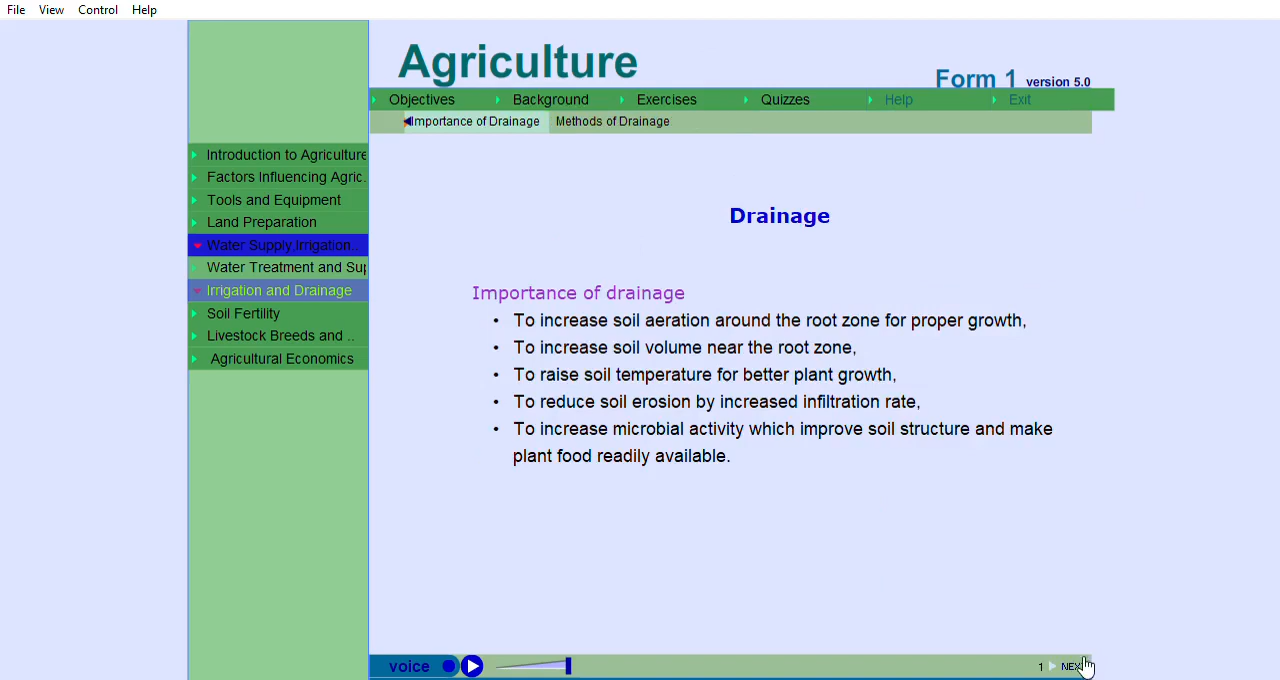 File View Control Help
Agriculture
Form 1 version 5.0
Objectives Background Exercises Quizzes Help Exit
Importance of Drainage Methods of Drainage
Introduction to Agriculture
Factors Influencing Agric.
Tools and Equipment
Land Preparation
Water Supply,Irrigation..
Water Treatment and Sup
Irrigation and Drainage
Soil Fertility
Livestock Breeds and ..
Agricultural Economics
Drainage
Importance of drainage
• To increase soil aeration around the root zone for proper growth,
• To increase soil volume near the root zone,
• To raise soil temperature for better plant growth,
• To reduce soil erosion by increased infiltration rate,
• To increase microbial activity which improve soil structure and make
plant food readily available.
voice
1 NEX